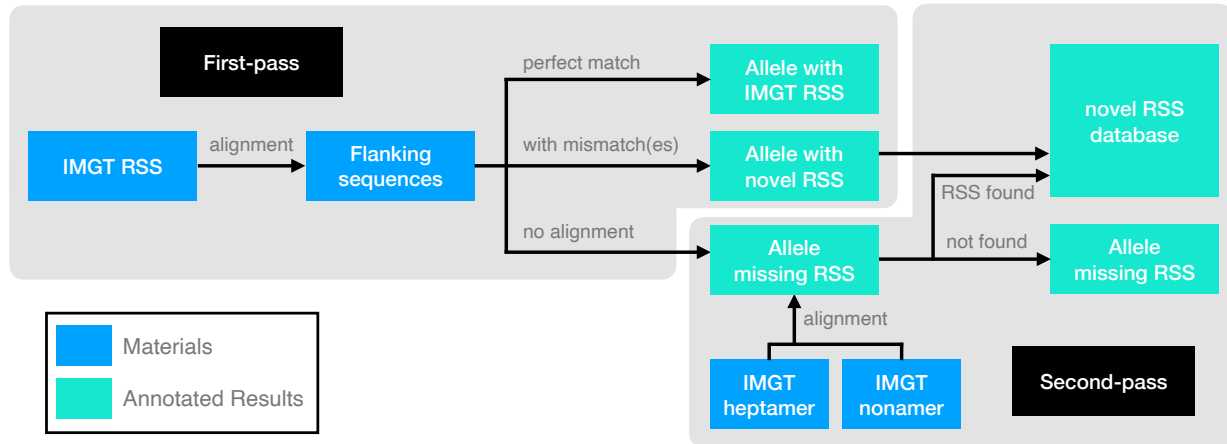 First-pass
IMGT RSS
alignment
Flanking
sequences
perfect match
Allele with
IMGT RSS
with mismatch(es)
Allele with
novel RSS
no alignment
Allele
missing RSS
novel RSS
database
RSS found
not found
Allele
missing RSS
alignment
IMGT
heptamer
IMGT
nonamer
Second-pass
Materials
Annotated Results